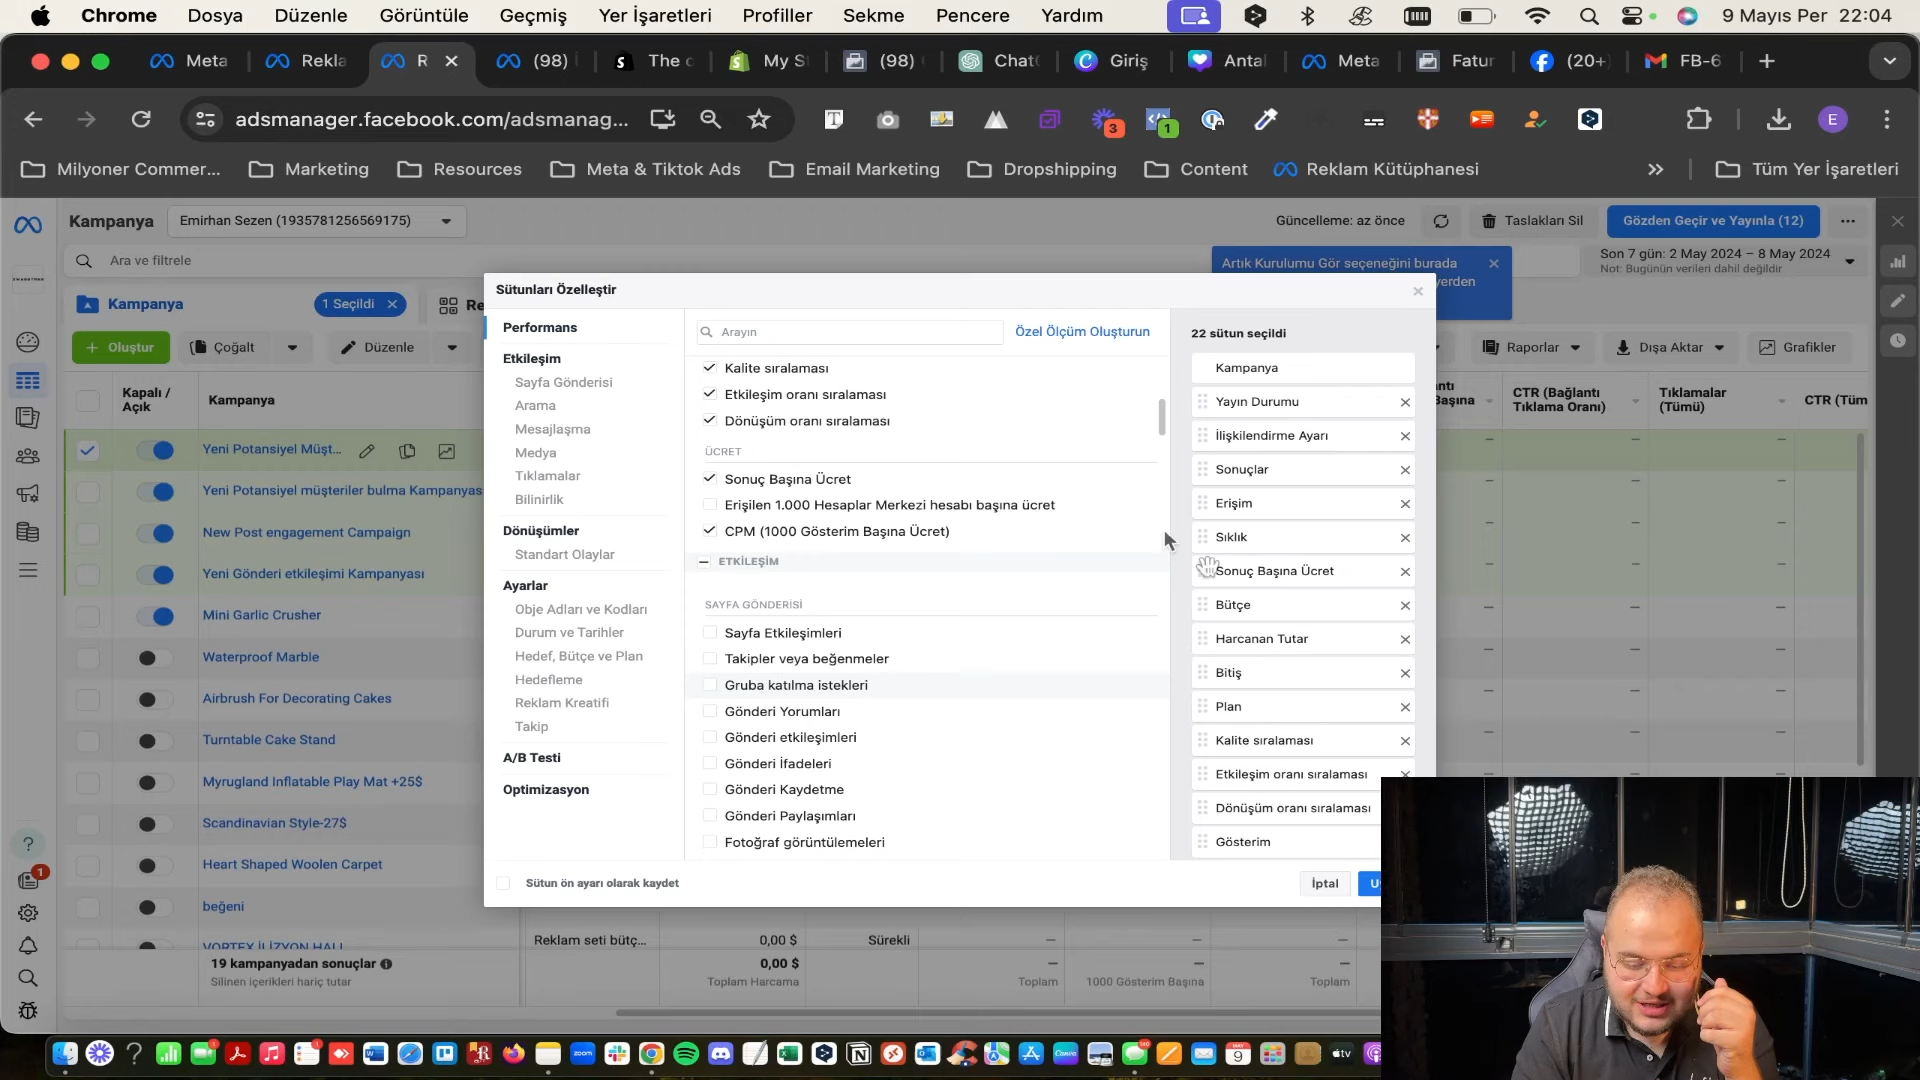 Chrome Dosya Düzenle Görüntüle Geçmiş Yer İşaretleri Profiller Sekme Pencere Yardım 9 Mayıs Per 22:04
Meta Rekla R (98) The c My S (98) Chat Giriş Anta Meta Fatur (20+ FB-6
adsmanager.facebook.com/adsmanag... 3 1 E
Milyoner Commer... Marketing Resources Meta & Tiktok Ads Email Marketing Dropshipping Content Reklam Kütüphanesi Tüm Yer İşaretleri
Kampanya Emirhan Sezen (1935781256569175) Güncelleme: az önce Taslakları Sil Gözden Geçir ve Yayınla (12)
Ara ve filtrele
Artık Kurulumu Gör seçeneğini burada
yerden
Son 7 gün: 2 May 2024 – 8 May 2024
Not: Bugünün verileri dahil değildir
Kampanya 1 Seçildi Re
Oluştur Çoğalt Düzenle Raporlar Dışa Aktar Grafikler
Kapalı / Açık Kampanya
Başına CTR (Bağlantı Tıklama Oranı) Tıklamalar (Tümü) CTR (Tüm
Yeni Potansiyel Müşt...
Yeni Potansiyel müşteriler bulma Kampanyas
New Post engagement Campaign
Yeni Gönderi etkileşimi Kampanyası
Mini Garlic Crusher
Waterproof Marble
Airbrush For Decorating Cakes
Turntable Cake Stand
Myrugland Inflatable Play Mat +25$
Scandinavian Style-27$
Heart Shaped Woolen Carpet
beğeni
VORTEX İLİZYON HALI
19 kampanyadan sonuçlar
Silinen içerikleri hariç tutar
Sütunları Özelleştir
Performans
Etkileşim
Sayfa Gönderisi
Arama
Mesajlaşma
Medya
Tıklamalar
Bilinirlik
Dönüşümler
Standart Olaylar
Ayarlar
Obje Adları ve Kodları
Durum ve Tarihler
Hedef, Bütçe ve Plan
Hedefleme
Reklam Kreatifi
Takip
A/B Testi
Optimizasyon
Arayın Özel Ölçüm Oluşturun
Kalite sıralaması
Etkileşim oranı sıralaması
Dönüşüm oranı sıralaması
ÜCRET
Sonuç Başına Ücret
Erişilen 1.000 Hesaplar Merkezi hesabı başına ücret
CPM (1000 Gösterim Başına Ücret)
ETKİLEŞİM
SAYFA GÖNDERİSİ
Sayfa Etkileşimleri
Takipler veya beğenmeler
Gruba katılma istekleri
Gönderi Yorumları
Gönderi etkileşimleri
Gönderi İfadeleri
Gönderi Kaydetme
Gönderi Paylaşımları
Fotoğraf görüntülemeleri
22 sütun seçildi
Kampanya
Yayın Durumu
İlişkilendirme Ayarı
Sonuçlar
Erişim
Sıklık
Sonuç Başına Ücret
Bütçe
Harcanan Tutar
Bitiş
Plan
Kalite sıralaması
Etkileşim oranı sıralaması
Dönüşüm oranı sıralaması
Gösterim
Sütun ön ayarı olarak kaydet İptal
Reklam seti bütç... 0,00 $ Sürekli
0,00 $
Toplam Harcama Toplam 1000 Gösterim Başına Toplam